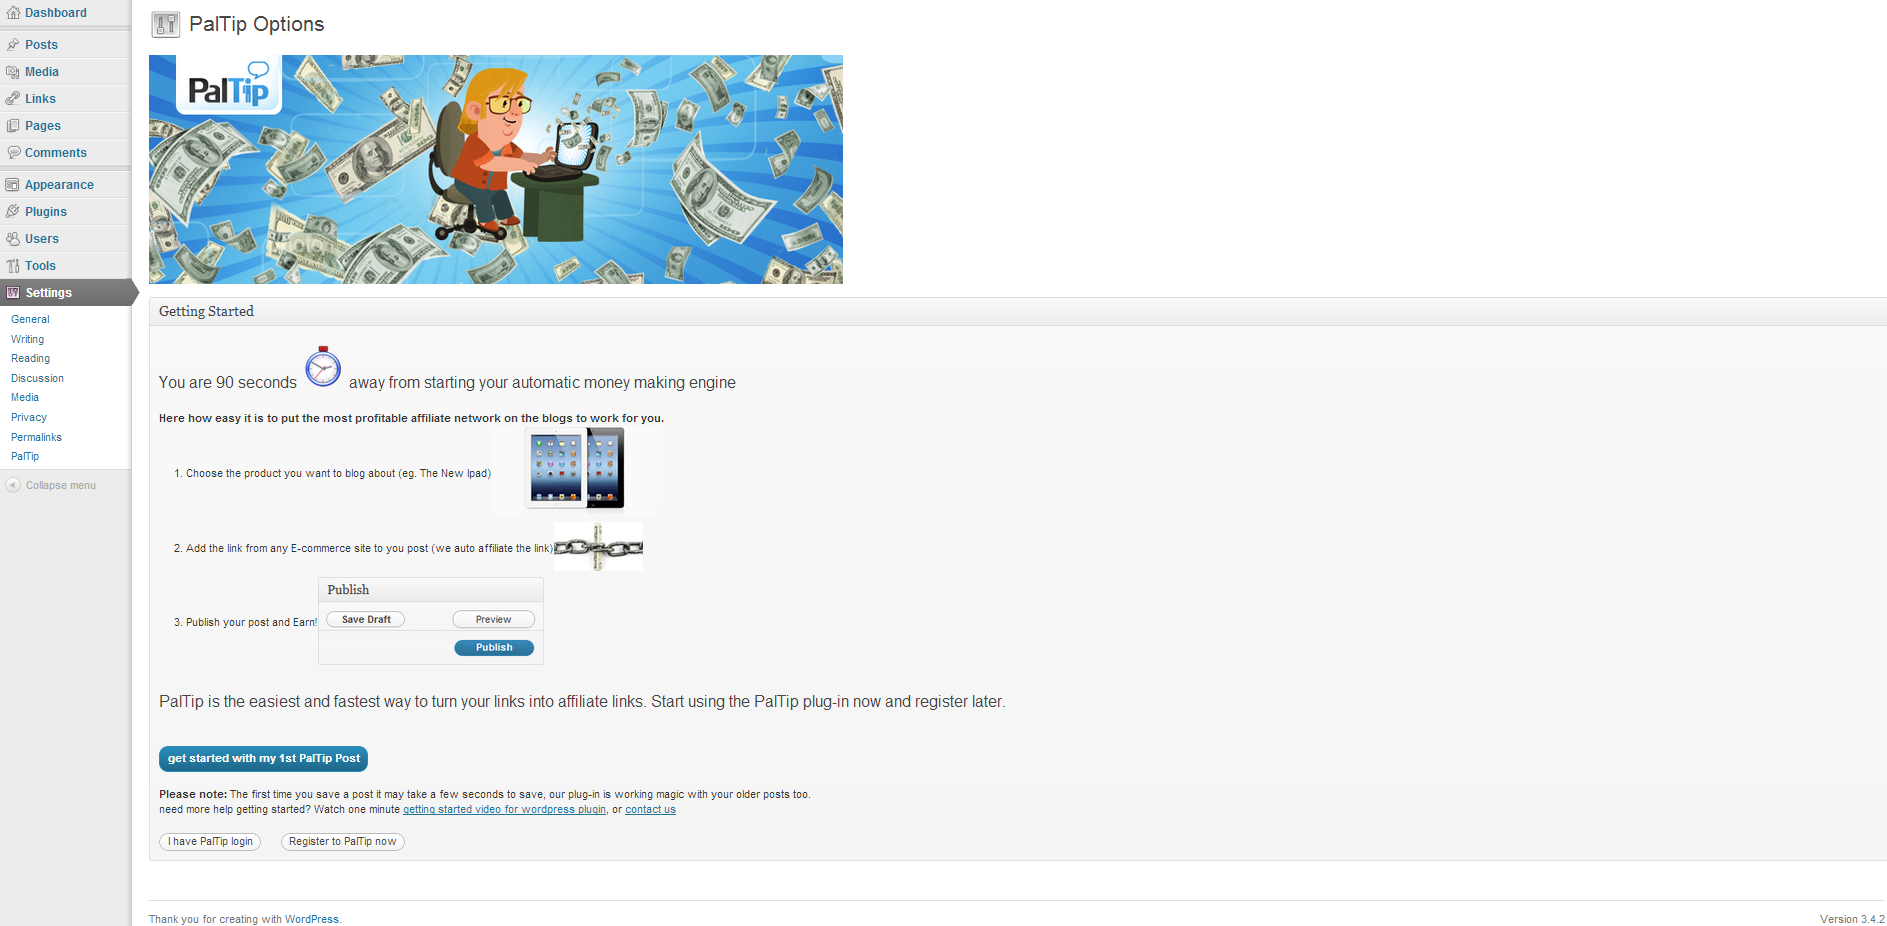 Dashboard
Posts
Media
Links
Pages
Comments
Appearance
Plugins
Users
Tools
Settings
General
Writing
Reading
Discussion
Media
Privacy
Permalinks
PalTip
Collapse menu
PalTip Options
PalTip
Getting Started
You are 90 seconds away from starting your automatic money making engine
Here how easy it is to put the most profitable affiliate network on the blogs to work for you.
1. Choose the product you want to blog about (eg. The New Ipad)
2. Add the link from any E-commerce site to you post (we auto affiliate the link)
3. Publish your post and Earn!
Publish
Save Draft Preview
Publish
PalTip is the easiest and fastest way to turn your links into affiliate links. Start using the PalTip plug-in now and register later.
get started with my 1st PalTip Post
Please note: The first time you save a post it may take a few seconds to save, our plug-in is working magic with your older posts too.
need more help getting started? Watch one minute getting started video for wordpress plugin, or contact us
I have PalTip login Register to PalTip now
Thank you for creating with WordPress. Version 3.4.2